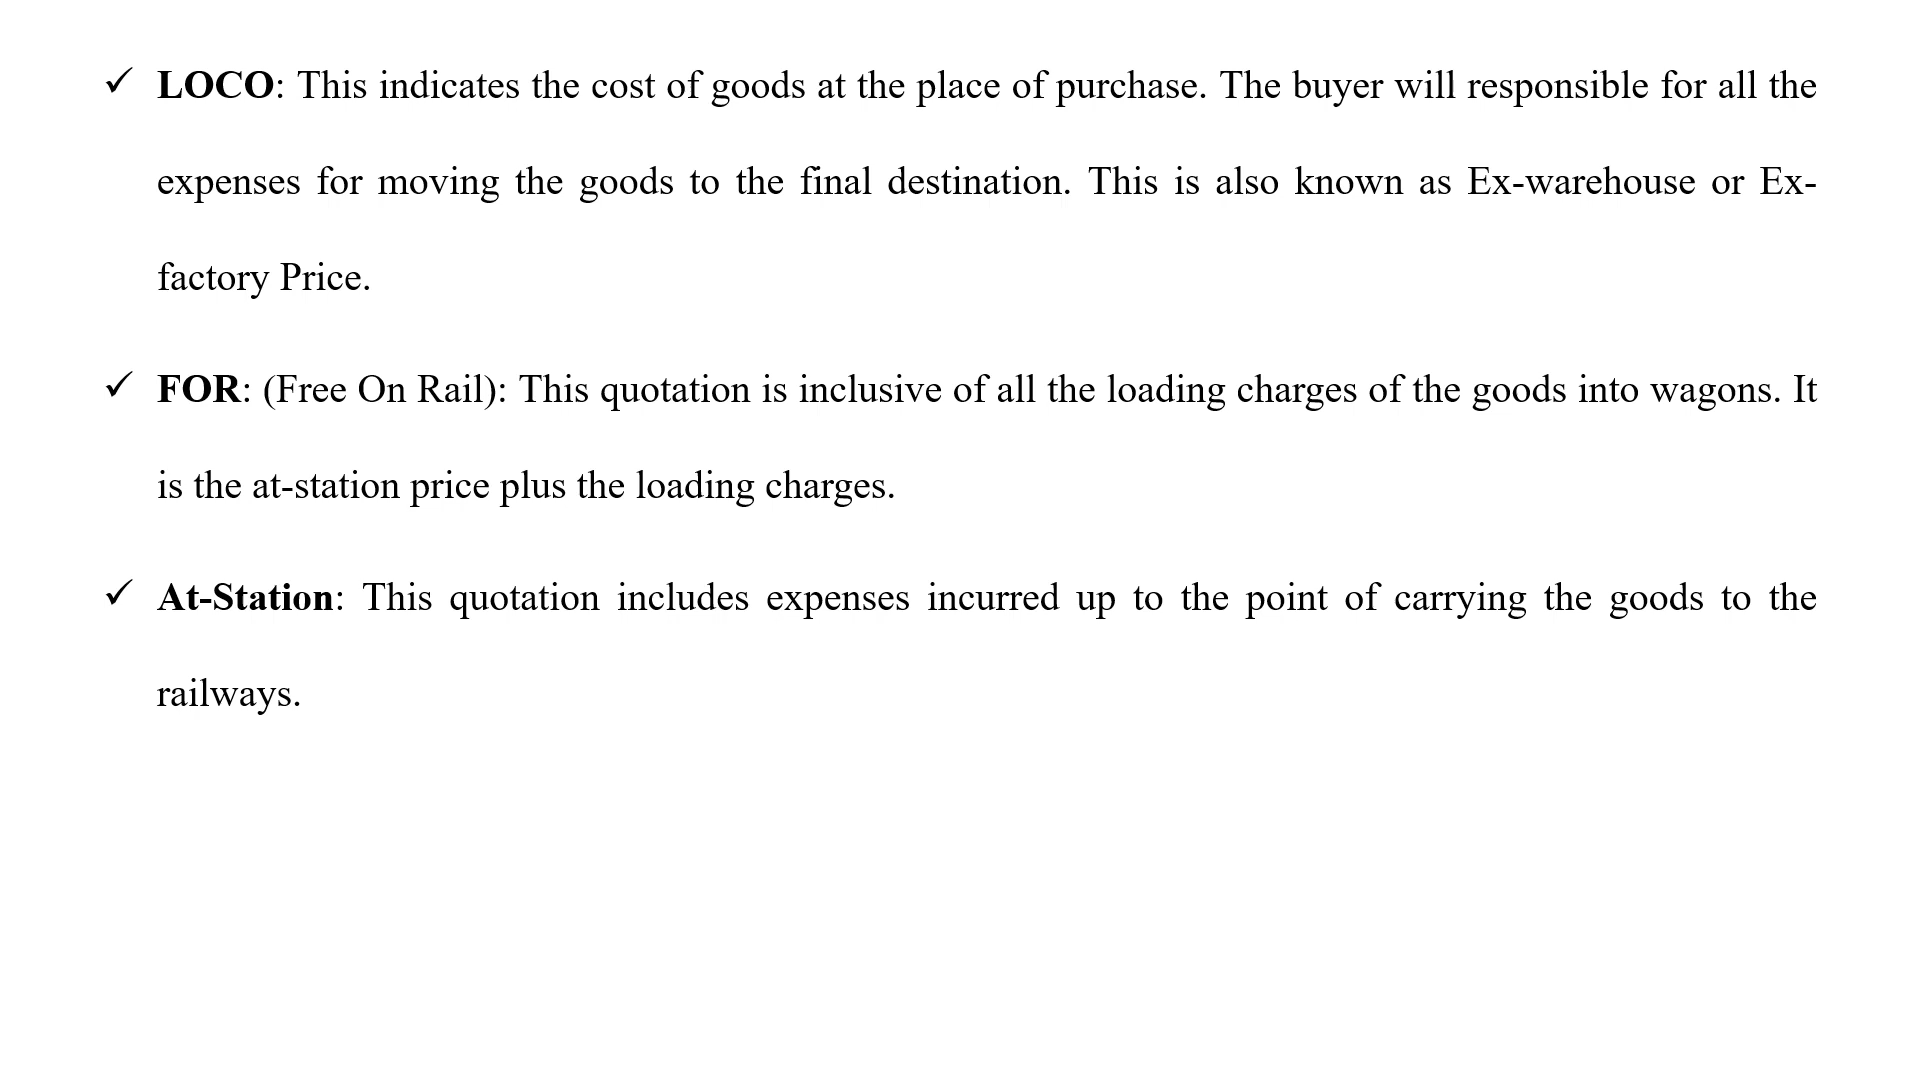 ✓ LOCO: This indicates the cost of goods at the place of purchase. The buyer will responsible for all the
expenses for moving the goods to the final destination. This is also known as Ex-warehouse or Ex-
factory Price.
✓ FOR: (Free On Rail): This quotation is inclusive of all the loading charges of the goods into wagons. It
is the at-station price plus the loading charges.
✓ At-Station: This quotation includes expenses incurred up to the point of carrying the goods to the
railways.